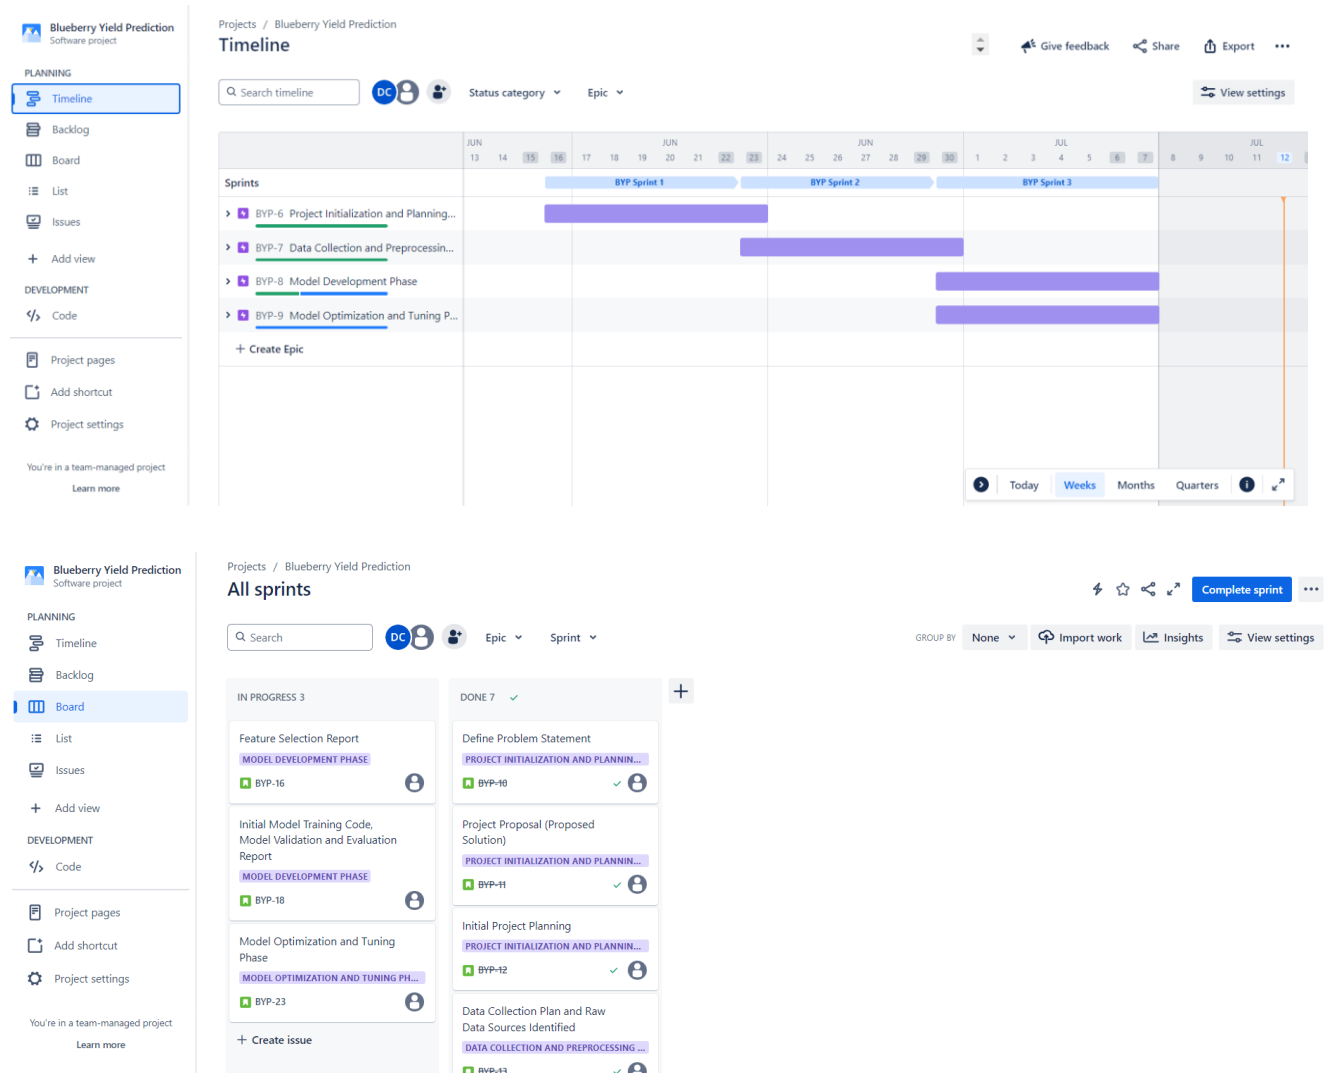 Blueberry Yield Prediction
Software project
PLANNING
Timeline
Backlog
Board
List
Issues
+ Add view
DEVELOPMENT
Code
Project pages
Add shortcut
Project settings
You're in a team-managed project
Learn more
Projects / Blueberry Yield Prediction
Timeline
Give feedback
Share
Export
Search timeline
DC
Status category
Epic
View settings
JUN JUN JUN JUL JUL
13 14 15 16 17 18 19 20 21 22 23 24 25 26 27 28 29 30 1 2 3 4 5 6 7 8 9 10 11 12
Sprints
BYP Sprint 1 BYP Sprint 2 BYP Sprint 3
BYP-6 Project Initialization and Planning...
BYP-7 Data Collection and Preprocessin...
BYP-8 Model Development Phase
BYP-9 Model Optimization and Tuning P...
+ Create Epic
Today Weeks Months Quarters
Blueberry Yield Prediction
Software project
PLANNING
Timeline
Backlog
Board
List
Issues
+ Add view
DEVELOPMENT
Code
Project pages
Add shortcut
Project settings
You're in a team-managed project
Learn more
Projects / Blueberry Yield Prediction
All sprints
Complete sprint
Search
DC
Epic
Sprint
GROUP BY None
Import work
Insights
View settings
IN PROGRESS 3
Feature Selection Report
MODEL DEVELOPMENT PHASE
BYP-16
Initial Model Training Code,
Model Validation and Evaluation
Report
MODEL DEVELOPMENT PHASE
BYP-18
Model Optimization and Tuning
Phase
MODEL OPTIMIZATION AND TUNING PH...
BYP-23
+ Create issue
DONE 7
Define Problem Statement
PROJECT INITIALIZATION AND PLANNIN...
BYP-10
Project Proposal (Proposed
Solution)
PROJECT INITIALIZATION AND PLANNIN...
BYP-11
Initial Project Planning
PROJECT INITIALIZATION AND PLANNIN...
BYP-12
Data Collection Plan and Raw
Data Sources Identified
DATA COLLECTION AND PREPROCESSING ...
BYP-13